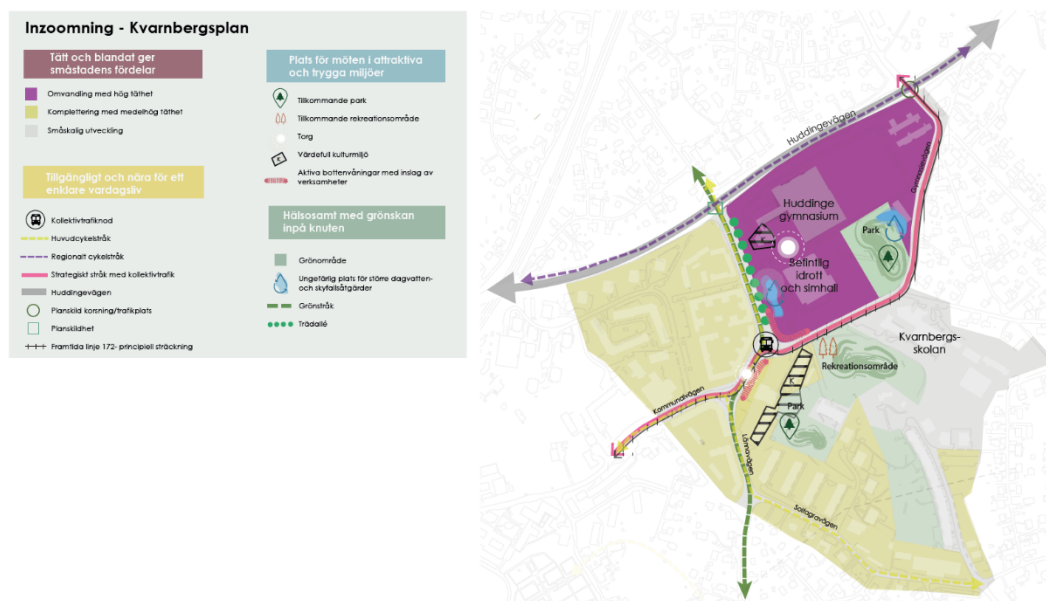 Inzoomning - Kvarnbergsplan
Tätt och blandat ger
småstadens fördelar
Omvandling med hög täthet
Komplettering med medelhög täthet
Småskalig utveckling
Tillgängligt och nära för ett
enklare vardagsliv
Kollektivtrafiknod
Huvudcykelstråk
Regionalt cykelstråk
Strategiskt stråk med kollektivtrafik
Huddingevägen
Planskild korsning/trafikplats
Planskildhet
Framtida linje 172- principiell sträckning
Plats för möten i attraktiva
och trygga miljöer
Tillkommande park
Tillkommande rekreationsområde
Torg
K
Värdefull kulturmiljö
Aktiva bottenvåningar med inslag av
verksamheter
Hälsosamt med grönskan
inpå knuten
Grönområde
Ungefärlig plats för större dagvatten-
och skyfallsåtgärder
Grönstråk
Trädallé
Huddingevägen
Gymnasievägen
Huddinge
gymnasium
K
Park
Befintlig
idrott
och simhall
Kvarnbergs-
skolan
Rekreationsområde
K
Park
Kommunalvägen
Lännavägen
Solfagravägen